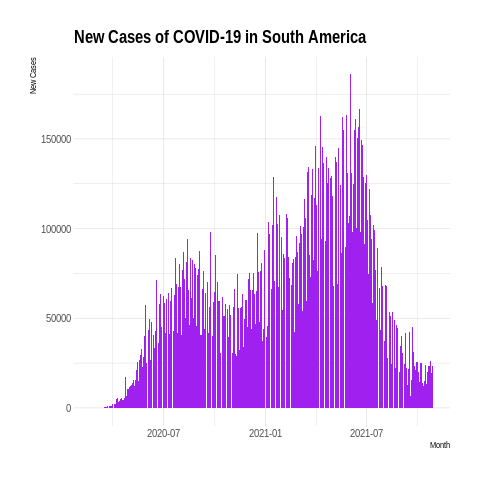 New Cases of COVID-19 in South America
New Cases
150000
100000
50000
0
2020-07
2021-01
2021-07
Month